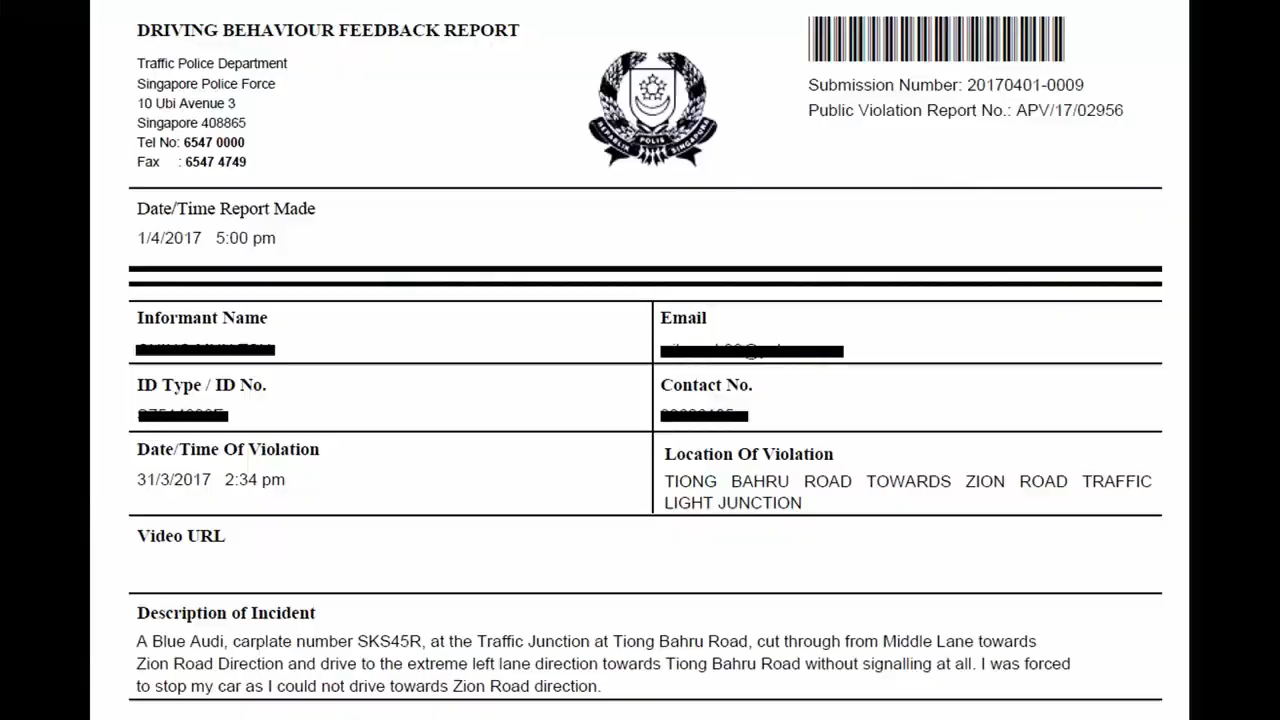 DRIVING BEHAVIOUR FEEDBACK REPORT
Traffic Police Department
Singapore Police Force
10 Ubi Avenue 3
Singapore 408865
Tel No: 6547 0000
Fax : 6547 4749
REPUBLIK POLIS SINGAPURA
Submission Number: 20170401-0009
Public Violation Report No.: APV/17/02956
Date/Time Report Made
1/4/2017 5:00 pm
Informant Name
Email
ID Type / ID No.
Contact No.
Date/Time Of Violation
31/3/2017 2:34 pm
Location Of Violation
TIONG BAHRU ROAD TOWARDS ZION ROAD TRAFFIC
LIGHT JUNCTION
Video URL
Description of Incident
A Blue Audi, carplate number SKS45R, at the Traffic Junction at Tiong Bahru Road, cut through from Middle Lane towards
Zion Road Direction and drive to the extreme left lane direction towards Tiong Bahru Road without signalling at all. I was forced
to stop my car as I could not drive towards Zion Road direction.